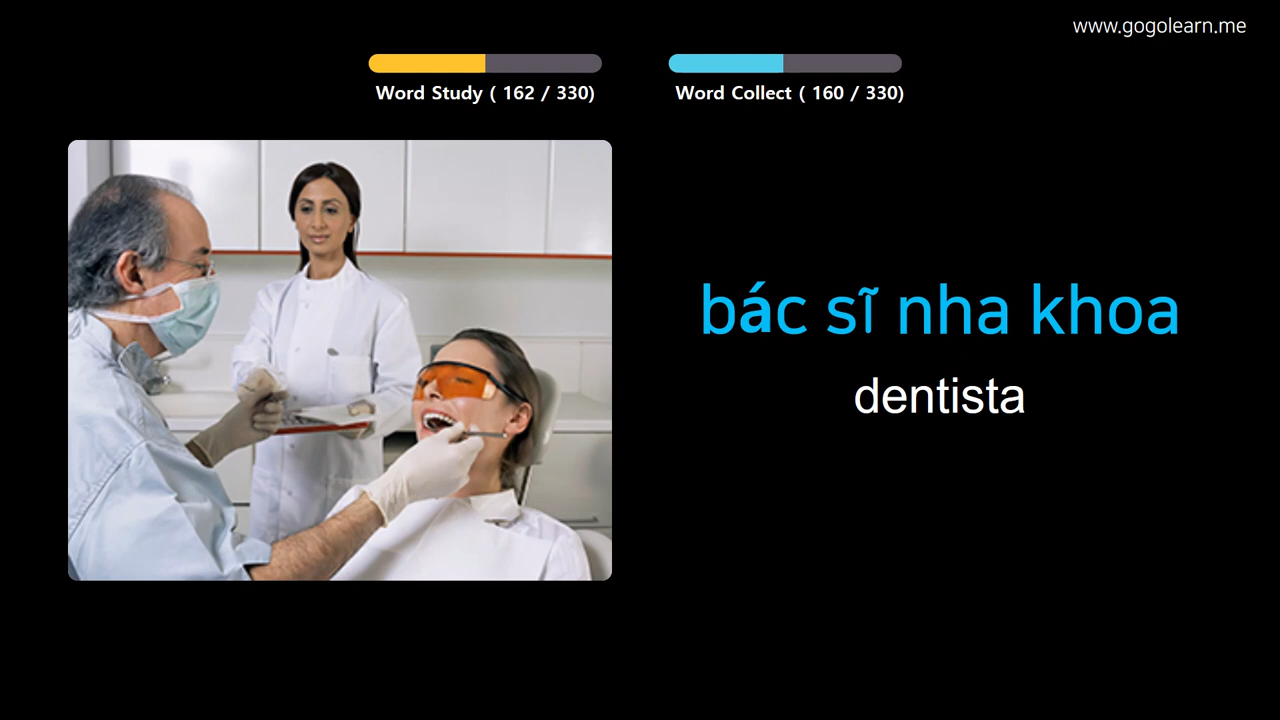 www.gogolearn.me
Word Study ( 162 / 330)
Word Collect ( 160 / 330)
bác sĩ nha khoa
dentista